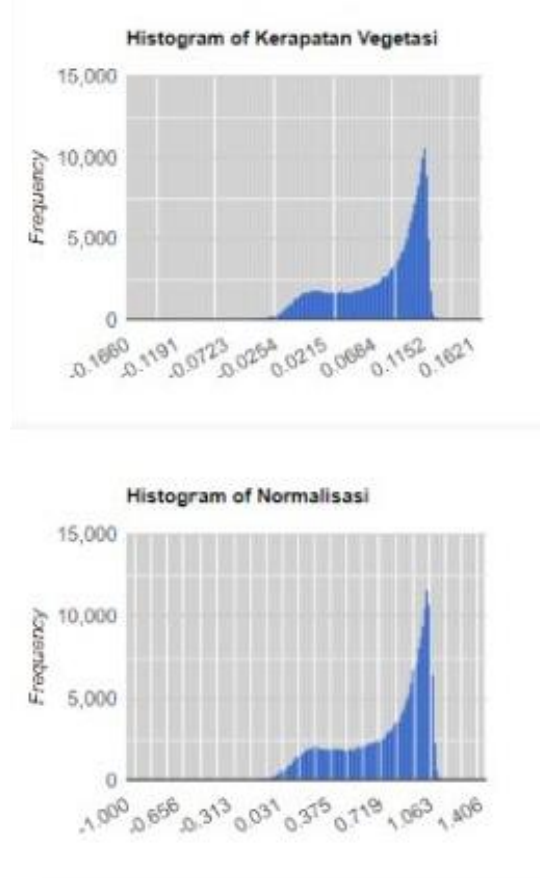 Histogram of Kerapatan Vegetasi
15,000
10,000
5,000
0
Frequency
-0.1660 -0.1191 -0.0723 -0.0254 0.0215 0.0684 0.1152 0.1621
Histogram of Normalisasi
15,000
10,000
5,000
0
Frequency
-1.000 -0.656 -0.313 0.031 0.375 0.719 1.063 1.406